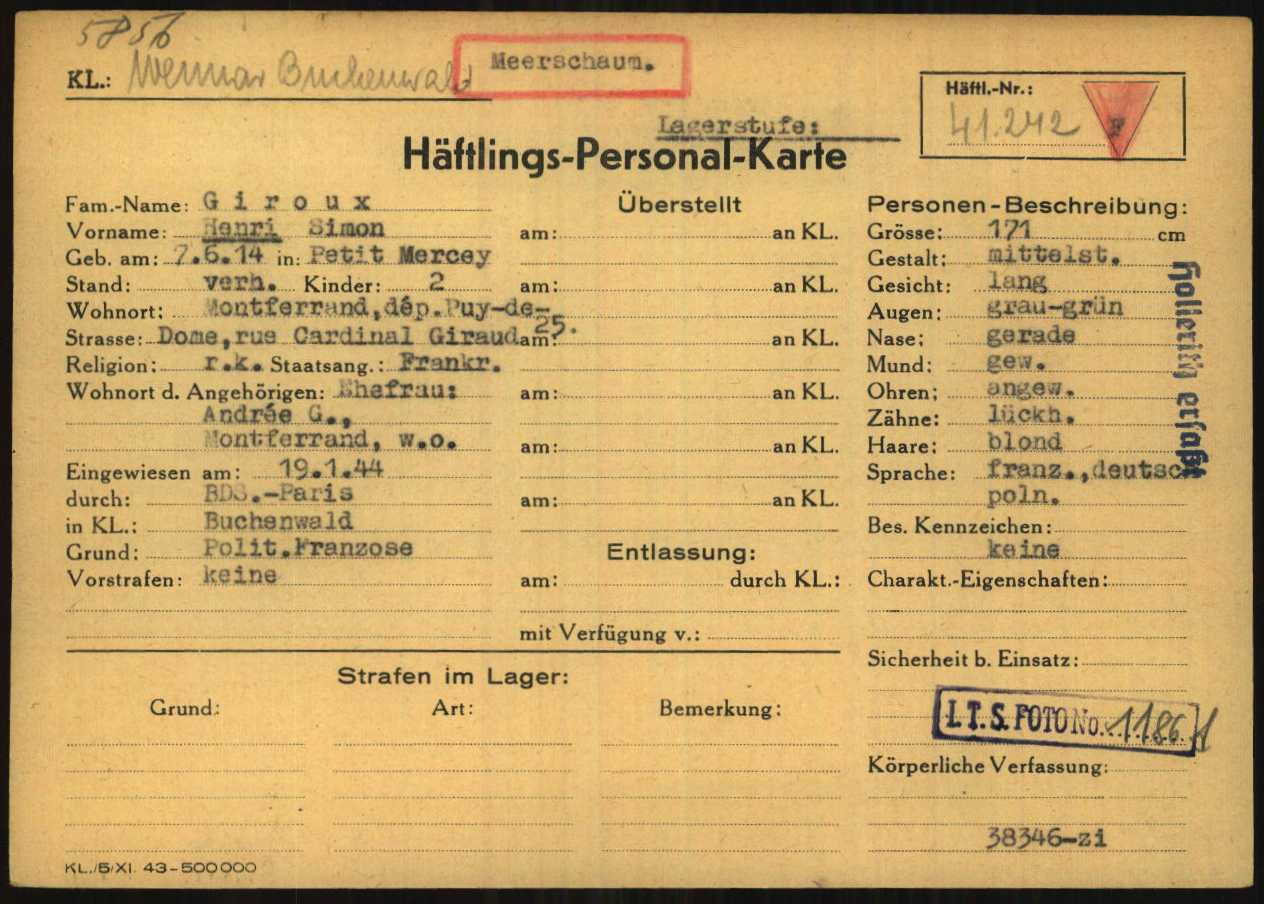 5856
KL.: Weimar Buchenwald
Meerschaum.
Häftl.-Nr.:
41.242
F
Lagerstufe:
Häftlings-Personal-Karte
Fam.-Name: Giroux
Vorname: Henri Simon
Geb. am: 7.6.14 in: Petit Mercey
Stand: verh. Kinder: 2
Wohnort: Montferrand, dép. Puy-de-
Strasse: Dome, rue Cardinal Giraud 25.
Religion: r.k. Staatsang.: Frankr.
Wohnort d. Angehörigen: Ehefrau:
Andrée G.,
Montferrand, w.o.
Eingewiesen am: 19.1.44
durch: BDS.-Paris
in KL.: Buchenwald
Grund: Polit. Franzose
Vorstrafen: keine
Überstellt
am: an KL.
am: an KL.
am: an KL.
am: an KL.
am: an KL.
am: an KL.
Entlassung:
am: durch KL.:
mit Verfügung v.:
Personen-Beschreibung:
Grösse: 171 cm
Gestalt: mittelst.
Gesicht: lang
Augen: grau-grün
Nase: gerade
Mund: gew.
Ohren: angew.
Zähne: lückh.
Haare: blond
Sprache: franz., deutsch
poln.
Bes. Kennzeichen:
keine
Charakt.-Eigenschaften:
Sicherheit b. Einsatz:
Körperliche Verfassung:
38346-zi
Hollerith erfaßt
I.T.S. FOTO No. 11867
Strafen im Lager:
Grund: Art: Bemerkung:
KL./5/XI. 43-500000